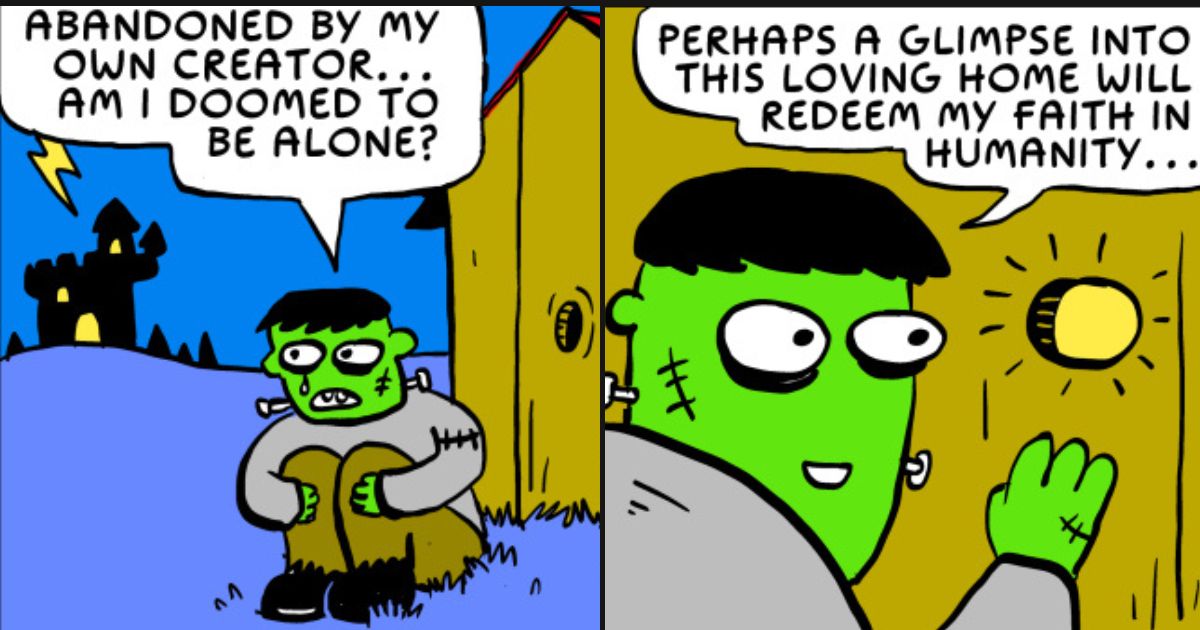 ABANDONED BY MY
OWN CREATOR...
AM I DOOMED TO
BE ALONE?
PERHAPS A GLIMPSE INTO
THIS LOVING HOME WILL
REDEEM MY FAITH IN
HUMANITY...